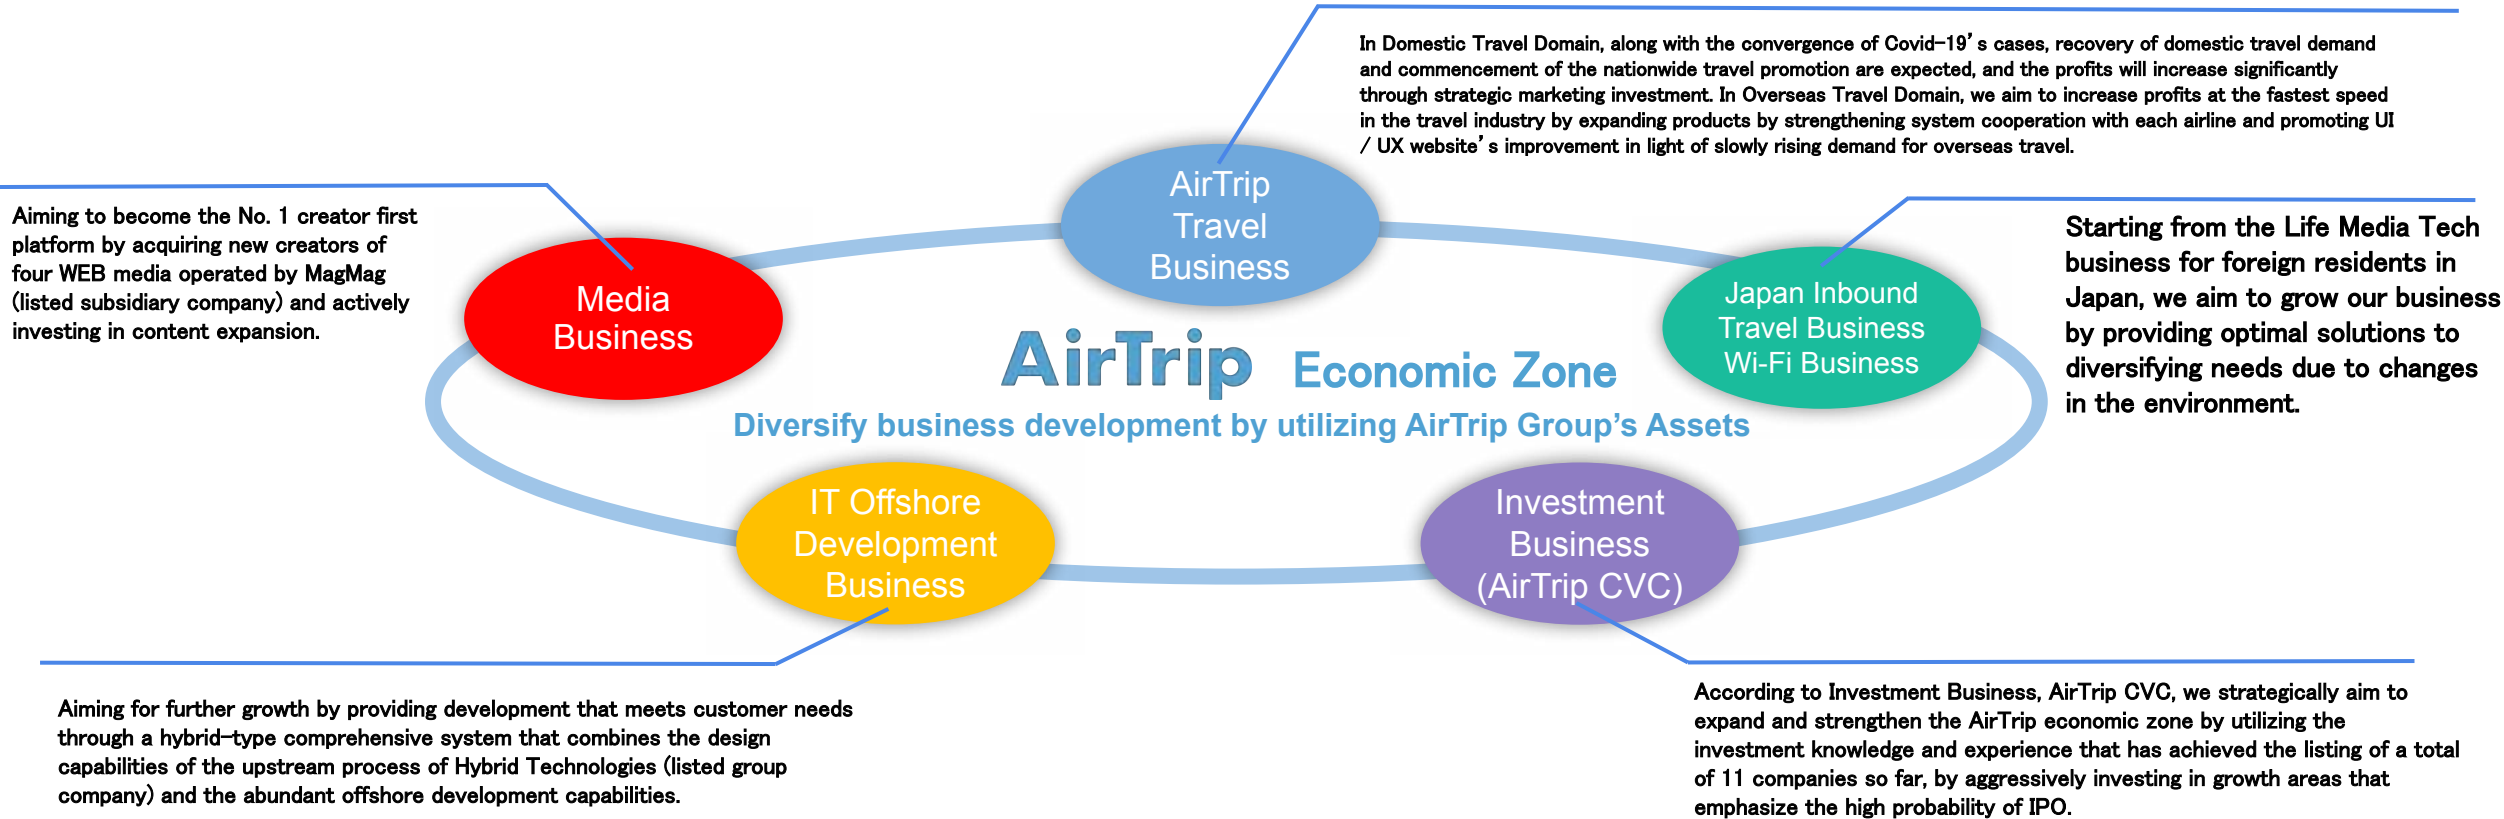 In Domestic Travel Domain, along with the convergence of Covid-19's cases, recovery of domestic travel demand
and commencement of the nationwide travel promotion are expected, and the profits will increase significantly
through strategic marketing investment. In Overseas Travel Domain, we aim to increase profits at the fastest speed
in the travel industry by expanding products by strengthening system cooperation with each airline and promoting UI
/ UX website's improvement in light of slowly rising demand for overseas travel.
AirTrip
Travel
Business
Aiming to become the No. 1 creator first
platform by acquiring new creators of
four WEB media operated by MagMag
(listed subsidiary company) and actively
investing in content expansion.
Media
Business
Starting from the Life Media Tech
business for foreign residents in
Japan, we aim to grow our business
by providing optimal solutions to
diversifying needs due to changes
in the environment.
Japan Inbound
Travel Business
Wi-Fi Business
AirTrip Economic Zone
Diversify business development by utilizing AirTrip Group's Assets
IT Offshore
Development
Business
Investment
Business
(AirTrip CVC)
Aiming for further growth by providing development that meets customer needs
through a hybrid-type comprehensive system that combines the design
capabilities of the upstream process of Hybrid Technologies (listed group
company) and the abundant offshore development capabilities.
According to Investment Business, AirTrip CVC, we strategically aim to
expand and strengthen the AirTrip economic zone by utilizing the
investment knowledge and experience that has achieved the listing of a total
of 11 companies so far, by aggressively investing in growth areas that
emphasize the high probability of IPO.